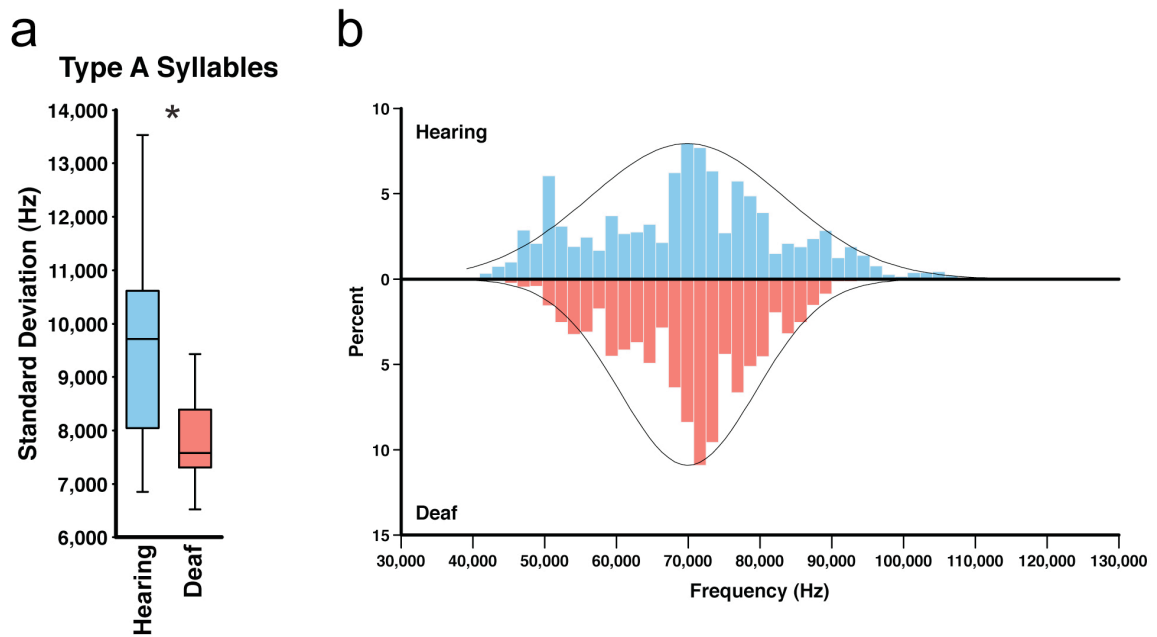 a
Type A Syllables
*
Standard Deviation (Hz)
14,000
13,000
12,000
11,000
10,000
9,000
8,000
7,000
6,000
Hearing
Deaf
b
Hearing
Deaf
Percent
10
5
0
5
10
15
30,000 40,000 50,000 60,000 70,000 80,000 90,000 100,000 110,000 120,000 130,000
Frequency (Hz)